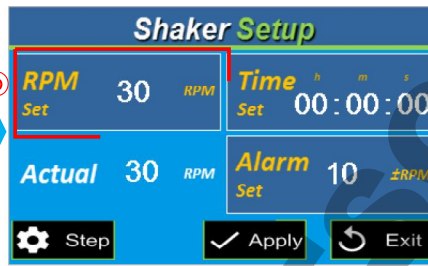 Shaker Setup
RPM 30 RPM
Set
Time h m s
Set 00:00:00
Actual 30 RPM
Alarm 10 ±RPM
Set
Step Apply Exit